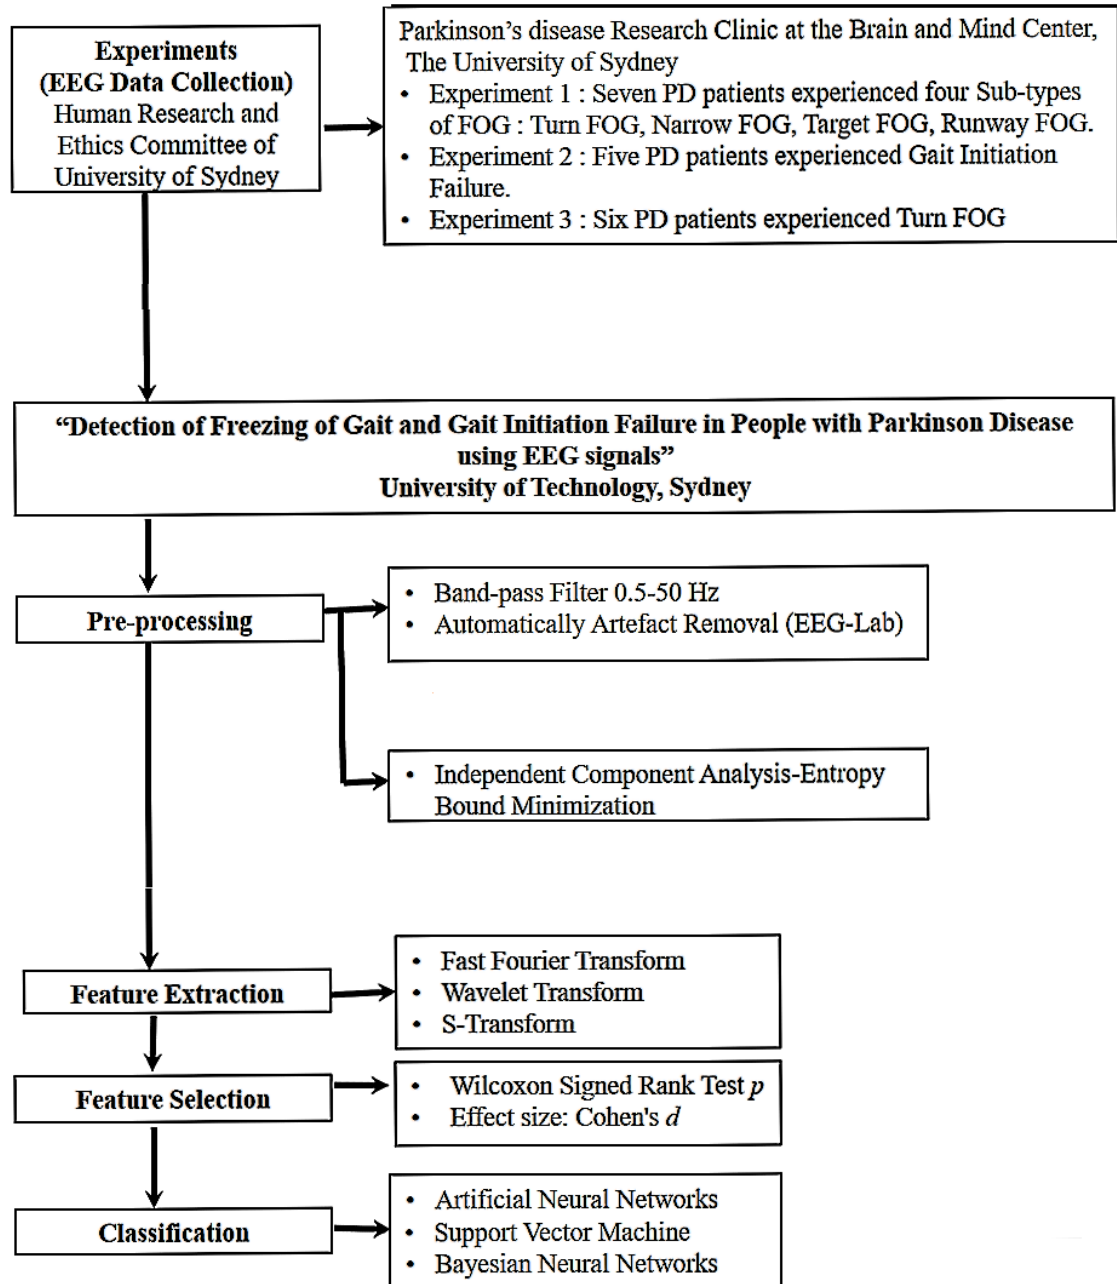 Experiments
(EEG Data Collection)
Human Research and
Ethics Committee of
University of Sydney
Parkinson’s disease Research Clinic at the Brain and Mind Center,
The University of Sydney
• Experiment 1 : Seven PD patients experienced four Sub-types
of FOG : Turn FOG, Narrow FOG, Target FOG, Runway FOG.
• Experiment 2 : Five PD patients experienced Gait Initiation
Failure.
• Experiment 3 : Six PD patients experienced Turn FOG
“Detection of Freezing of Gait and Gait Initiation Failure in People with Parkinson Disease
using EEG signals”
University of Technology, Sydney
Pre-processing
• Band-pass Filter 0.5-50 Hz
• Automatically Artefact Removal (EEG-Lab)
• Independent Component Analysis-Entropy
Bound Minimization
Feature Extraction
• Fast Fourier Transform
• Wavelet Transform
• S-Transform
Feature Selection
• Wilcoxon Signed Rank Test p
• Effect size: Cohen's d
Classification
• Artificial Neural Networks
• Support Vector Machine
• Bayesian Neural Networks